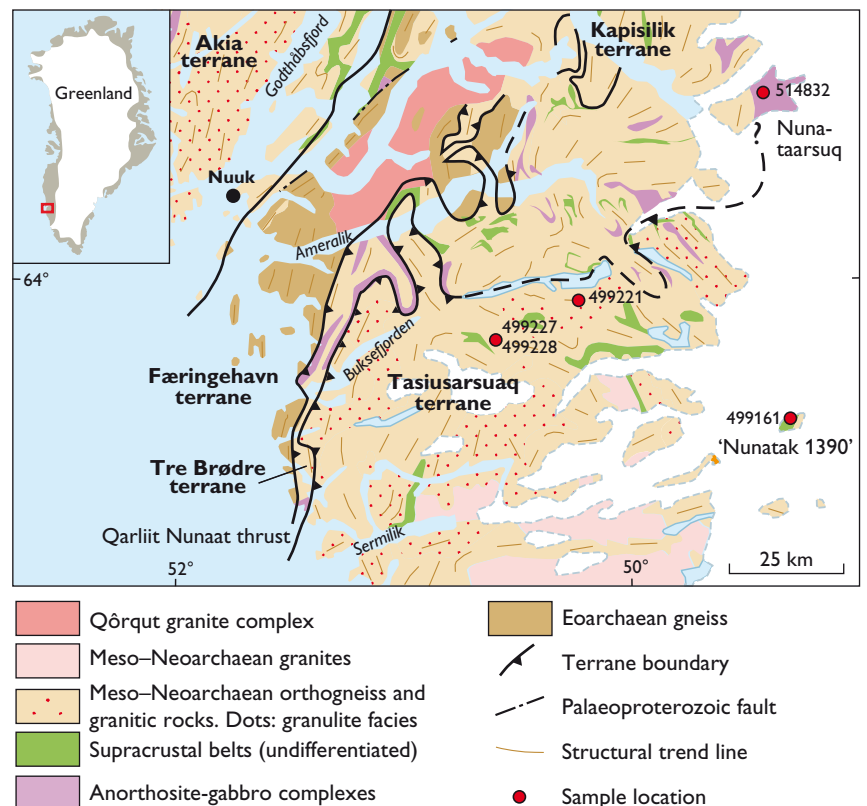 Greenland
Akia
terrane
Godthåbsfjord
Kapisilik
terrane
514832
Nuna-
taarsuq
Nuuk
Ameralik
64°
499221
499227
499228
Buksefjorden
Færingehavn
terrane
Tasiusarsuaq
terrane
499161
'Nunatak 1390'
Tre Brødre
terrane
Qarliit Nunaat thrust
Sermilik
25 km
52°
50°
Qôrqut granite complex
Meso–Neoarchaean granites
Meso–Neoarchaean orthogneiss and
granitic rocks. Dots: granulite facies
Supracrustal belts (undifferentiated)
Anorthosite-gabbro complexes
Eoarchaean gneiss
Terrane boundary
Palaeoproterozoic fault
Structural trend line
Sample location